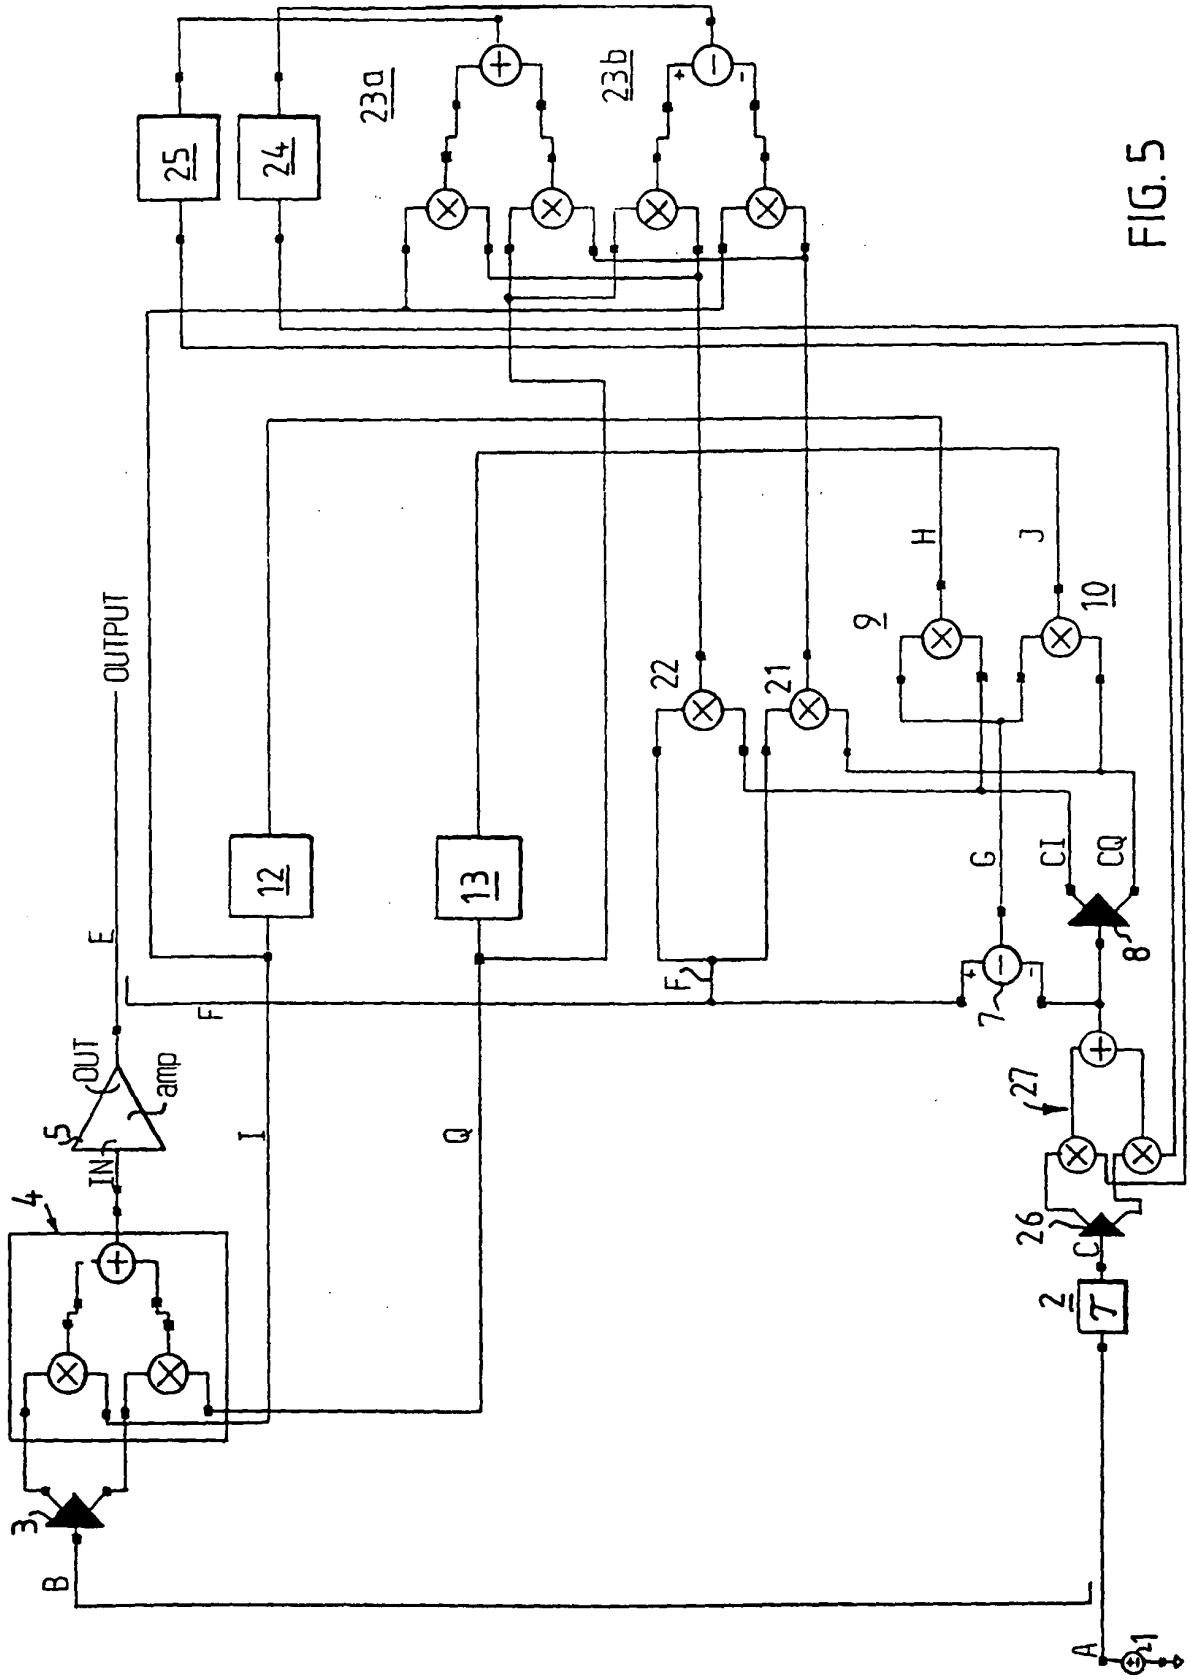 25
24
23a
+
23b
+
−
-
FIG. 5
OUTPUT
E
12
13
F
F
22
21
9
H
J
10
G
CI
CQ
8
7
+
−
-
5
OUT
IN
amp
I
Q
4
+
3
B
27
+
26
C
2
τ
A
1